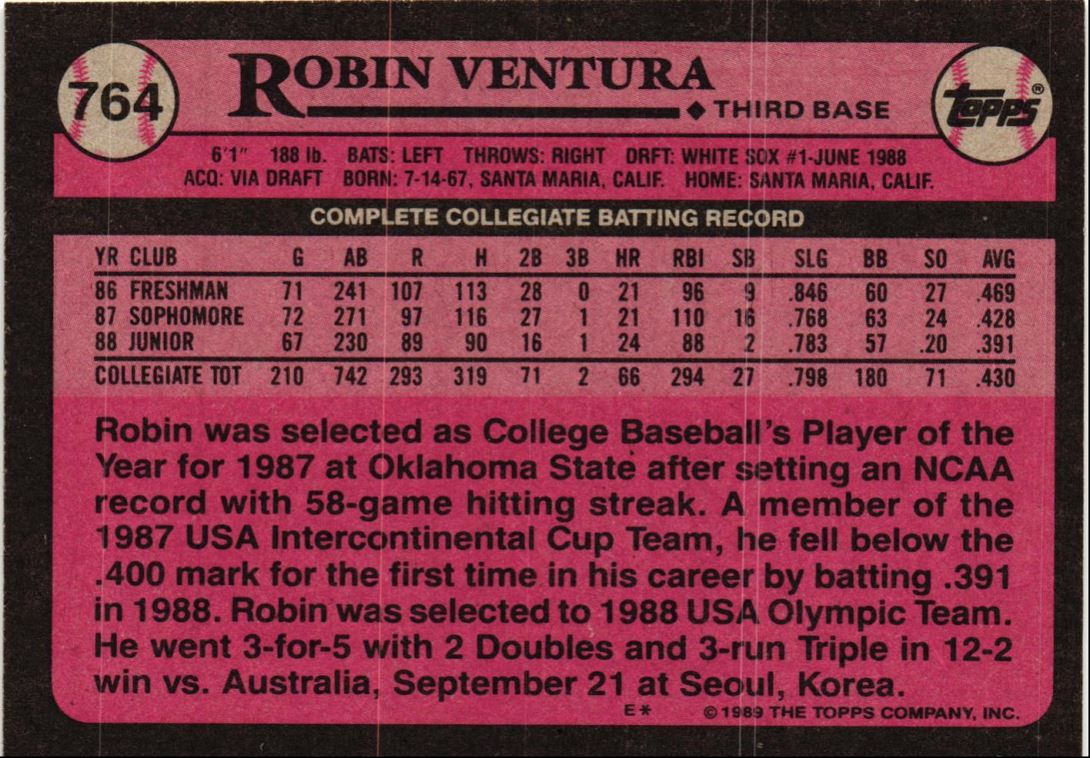 764
ROBIN VENTURA
THIRD BASE
TOPPS®
6'1" 188 lb. BATS: LEFT THROWS: RIGHT DRFT: WHITE SOX #1-JUNE 1988
ACQ: VIA DRAFT BORN: 7-14-67, SANTA MARIA, CALIF. HOME: SANTA MARIA, CALIF.
COMPLETE COLLEGIATE BATTING RECORD
YR CLUB G AB R H 2B 3B HR RBI SB SLG BB SO AVG
86 FRESHMAN 71 241 107 113 28 0 21 96 9 .846 60 27 .469
87 SOPHOMORE 72 271 97 116 27 1 21 110 16 .768 63 24 .428
88 JUNIOR 67 230 89 90 16 1 24 88 2 .783 57 .20 .391
COLLEGIATE TOT 210 742 293 319 71 2 66 294 27 .798 180 71 .430
Robin was selected as College Baseball's Player of the
Year for 1987 at Oklahoma State after setting an NCAA
record with 58-game hitting streak. A member of the
1987 USA Intercontinental Cup Team, he fell below the
.400 mark for the first time in his career by batting .391
in 1988. Robin was selected to 1988 USA Olympic Team.
He went 3-for-5 with 2 Doubles and 3-run Triple in 12-2
win vs. Australia, September 21 at Seoul, Korea.
E* © 1989 THE TOPPS COMPANY, INC.